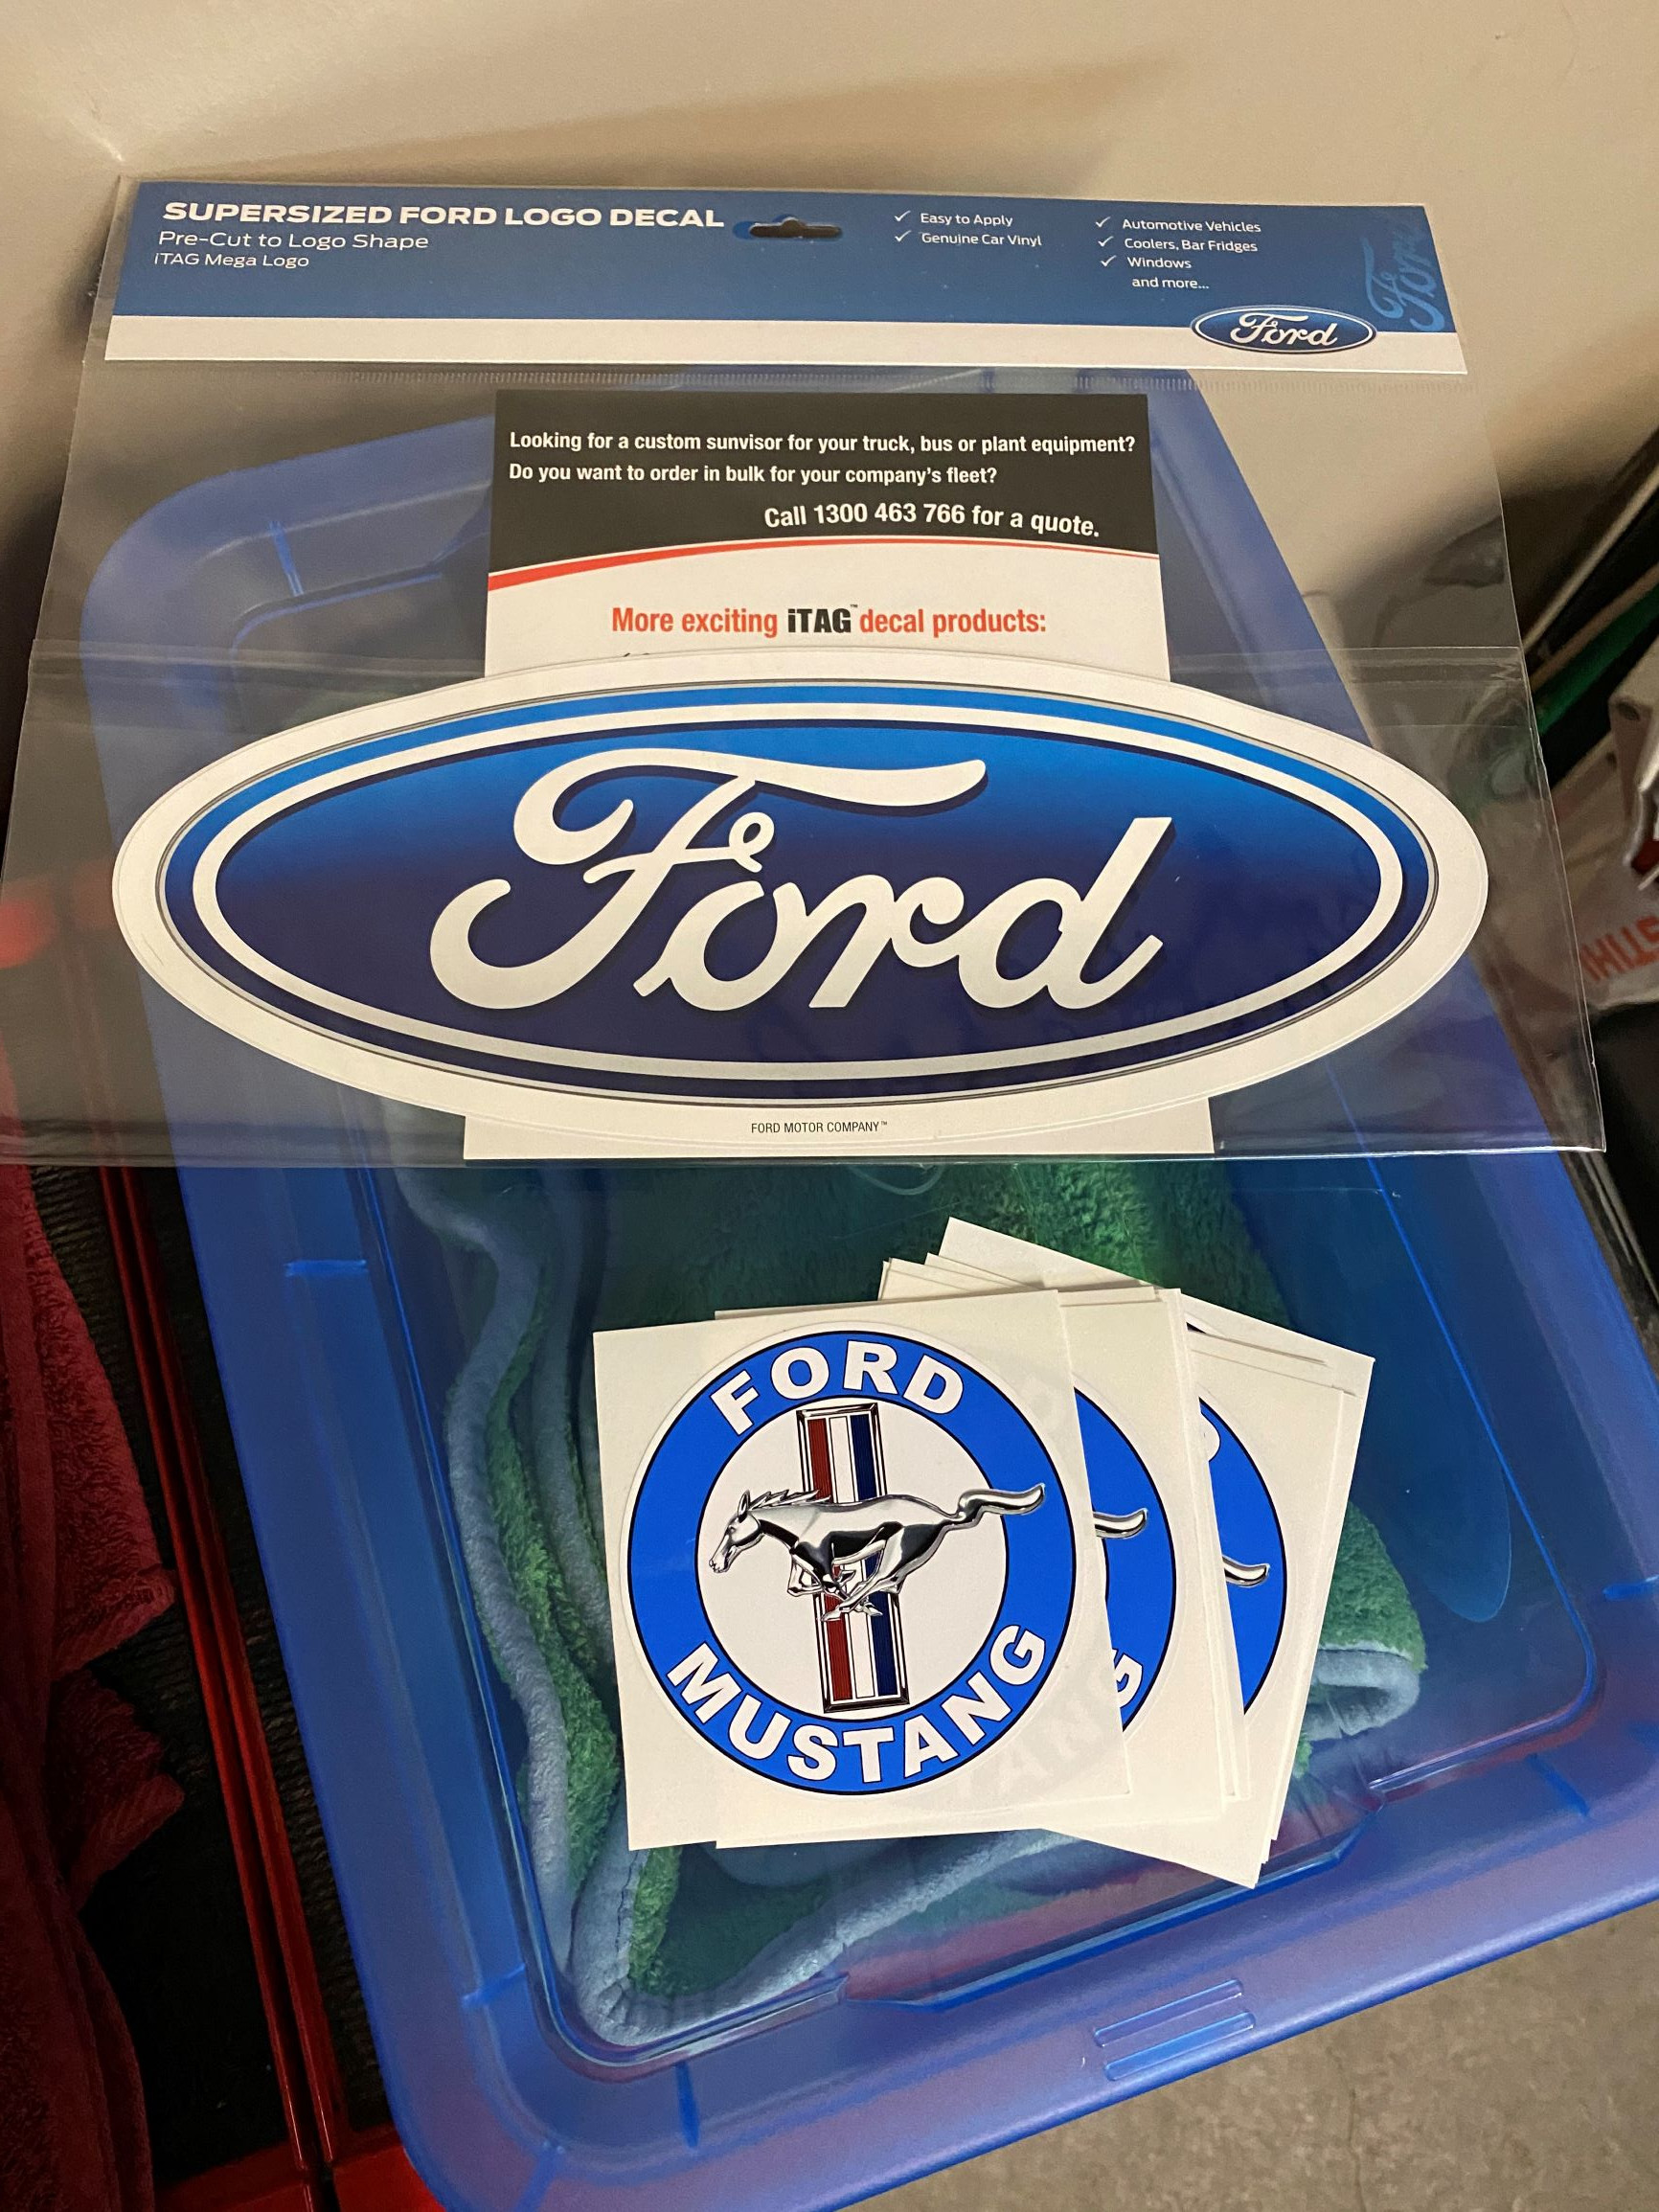 SUPERSIZED FORD LOGO DECAL
Pre-Cut to Logo Shape
iTAG Mega Logo
✓ Easy to Apply
✓ Genuine Car Vinyl
✓ Automotive Vehicles
✓ Coolers, Bar Fridges
✓ Windows
and more...
Ford
Ford
Looking for a custom sunvisor for your truck, bus or plant equipment?
Do you want to order in bulk for your company's fleet?
Call 1300 463 766 for a quote.
More exciting iTAG™ decal products:
Ford
FORD MOTOR COMPANY™
FORD
MUSTANG